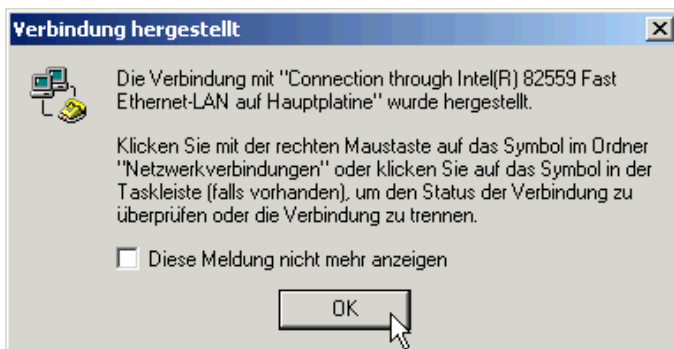 Verbindung hergestellt
Die Verbindung mit "Connection through Intel(R) 82559 Fast
Ethernet-LAN auf Hauptplatine" wurde hergestellt.
Klicken Sie mit der rechten Maustaste auf das Symbol im Ordner
"Netzwerkverbindungen" oder klicken Sie auf das Symbol in der
Taskleiste (falls vorhanden), um den Status der Verbindung zu
überprüfen oder die Verbindung zu trennen.
Diese Meldung nicht mehr anzeigen
OK